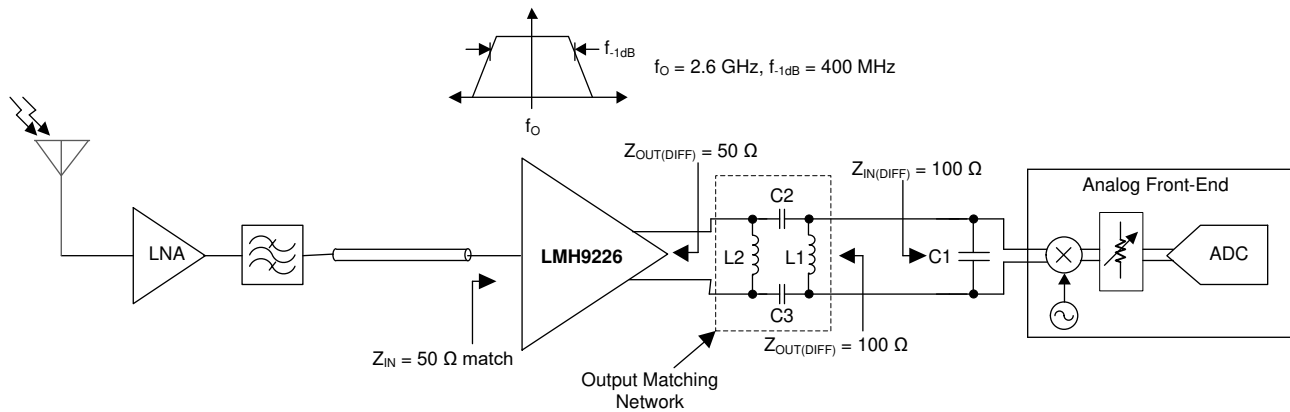 f-1dB
fO = 2.6 GHz, f-1dB = 400 MHz
fO
ZOUT(DIFF) = 50 Ω
ZIN(DIFF) = 100 Ω
Analog Front-End
C2
LNA
LMH9226
L2
L1
C1
ADC
C3
ZIN = 50 Ω match
ZOUT(DIFF) = 100 Ω
Output Matching
Network